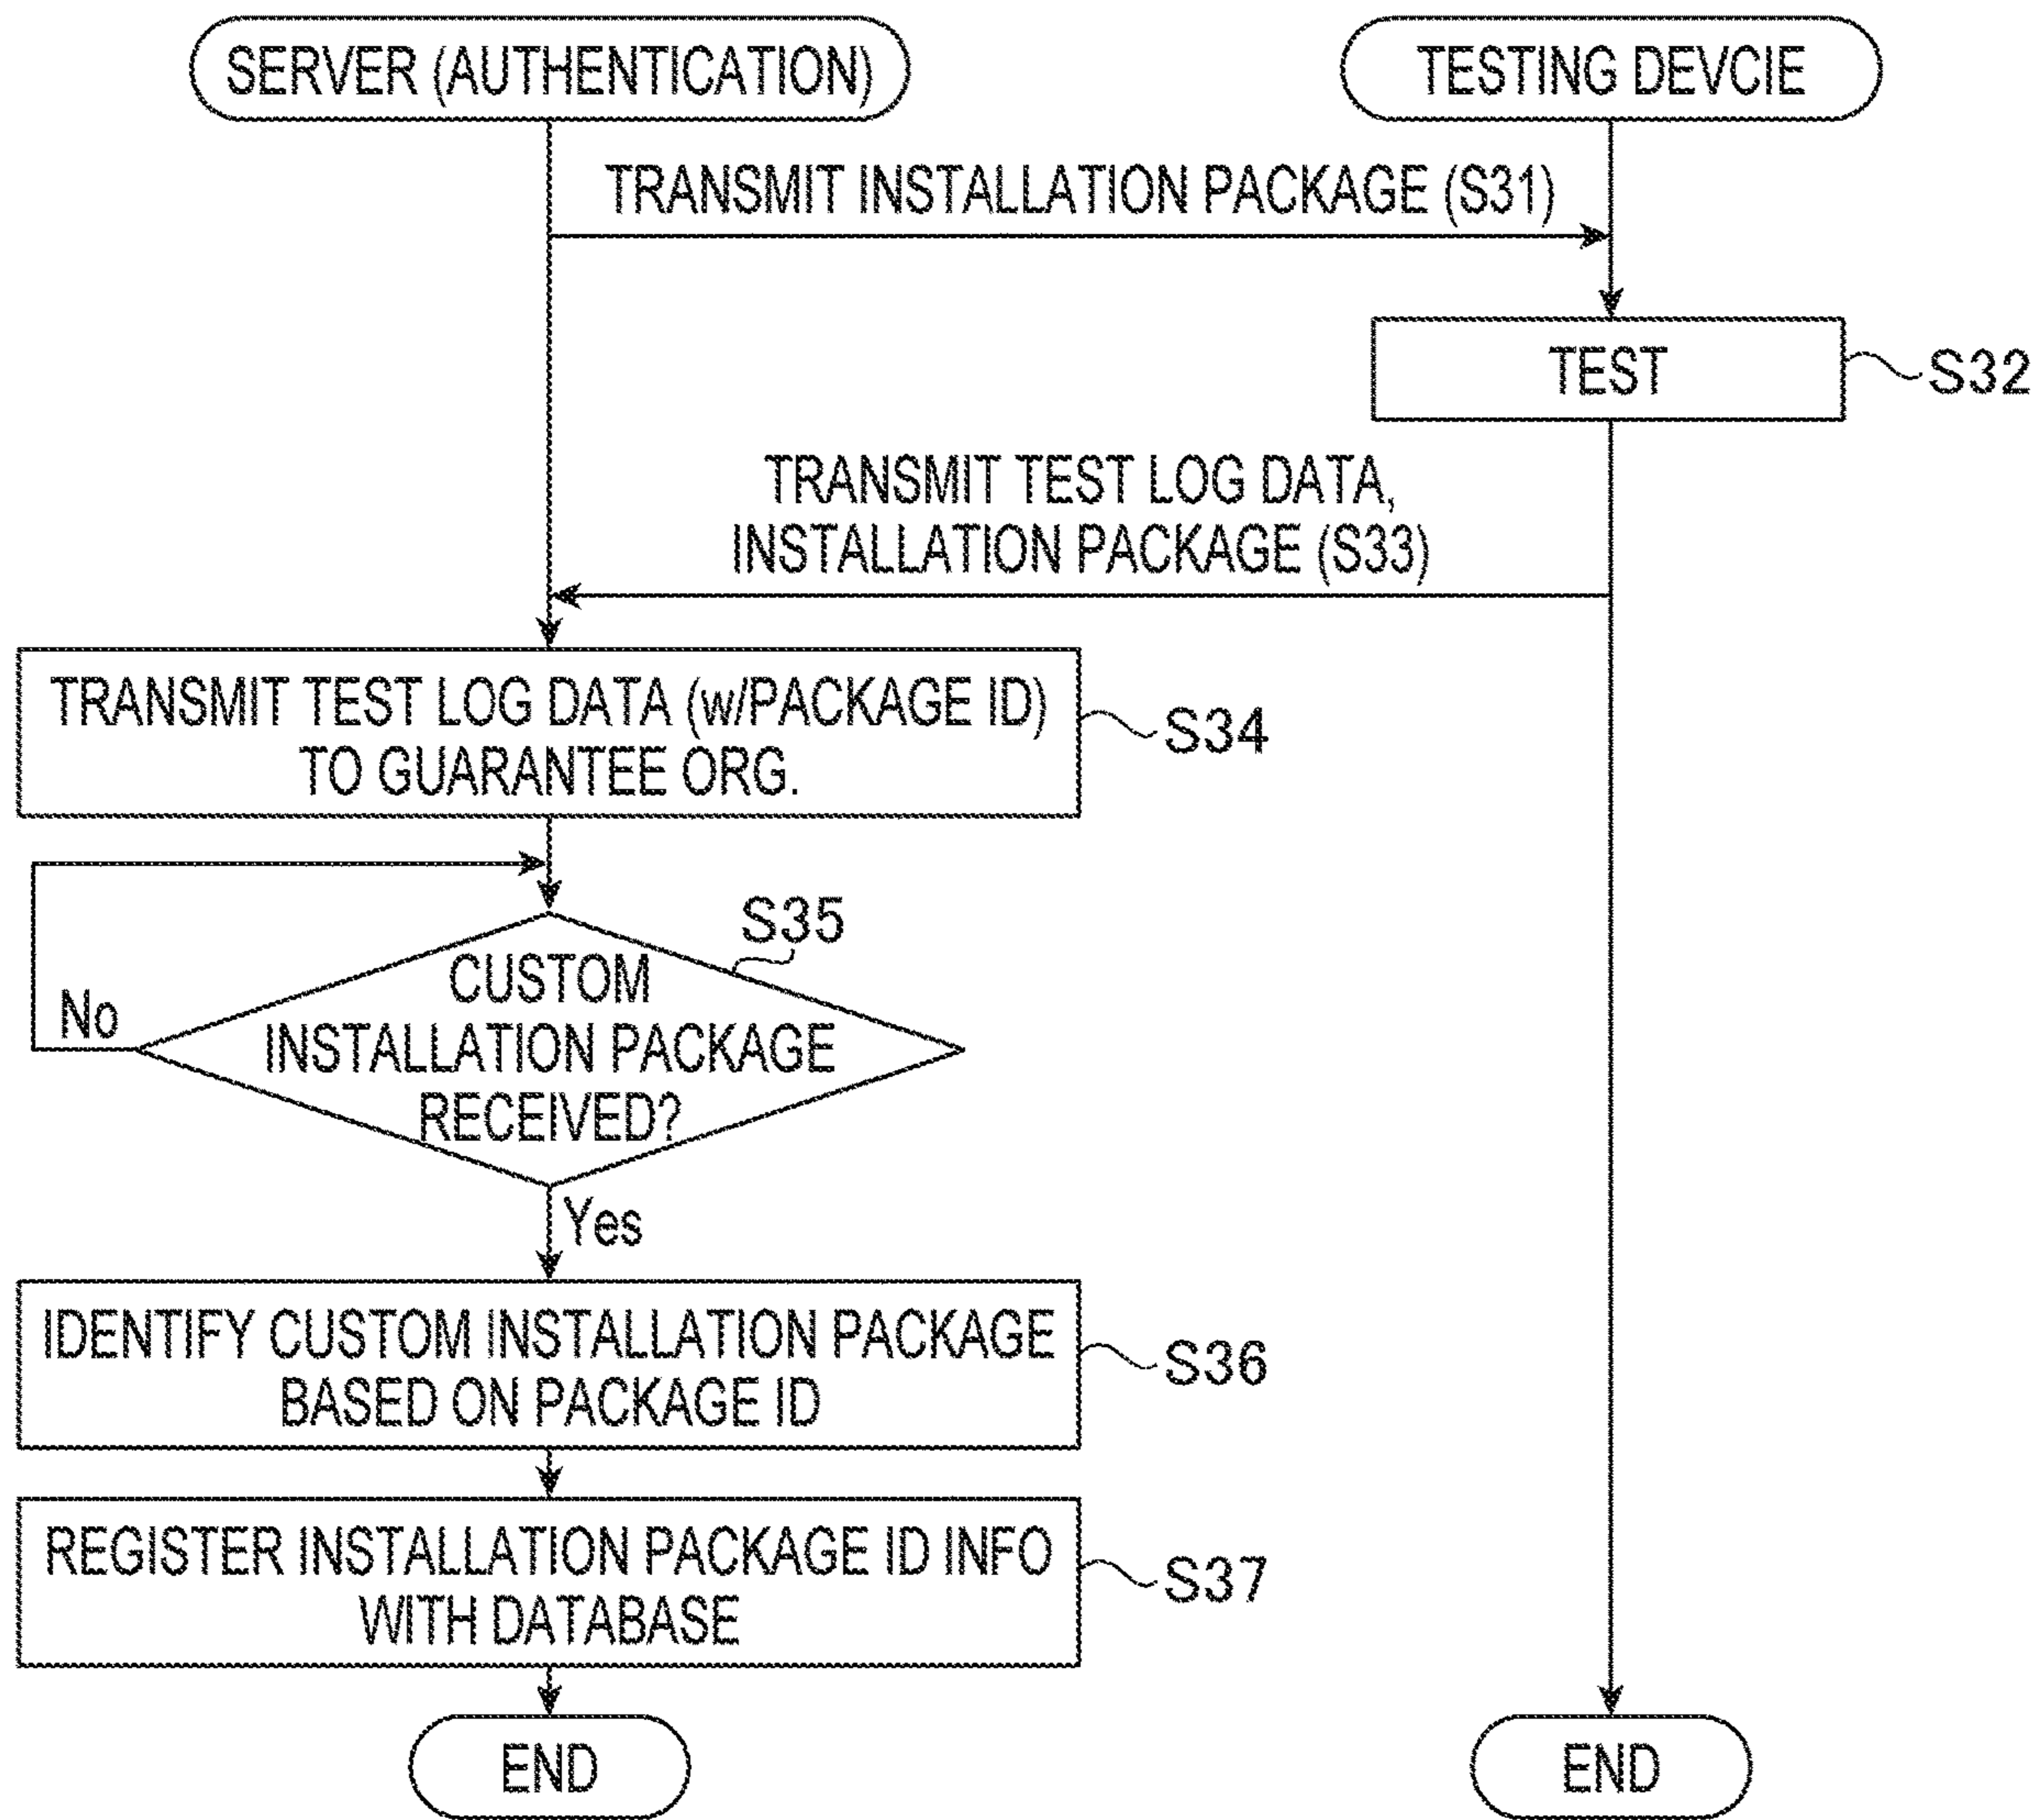 SERVER (AUTHENTICATION)
TESTING DEVCIE
TRANSMIT INSTALLATION PACKAGE (S31)
TEST
S32
TRANSMIT TEST LOG DATA,
INSTALLATION PACKAGE (S33)
TRANSMIT TEST LOG DATA (w/PACKAGE ID)
TO GUARANTEE ORG.
S34
S35
CUSTOM
INSTALLATION PACKAGE
RECEIVED?
No
Yes
IDENTIFY CUSTOM INSTALLATION PACKAGE
BASED ON PACKAGE ID
S36
REGISTER INSTALLATION PACKAGE ID INFO
WITH DATABASE
S37
END
END